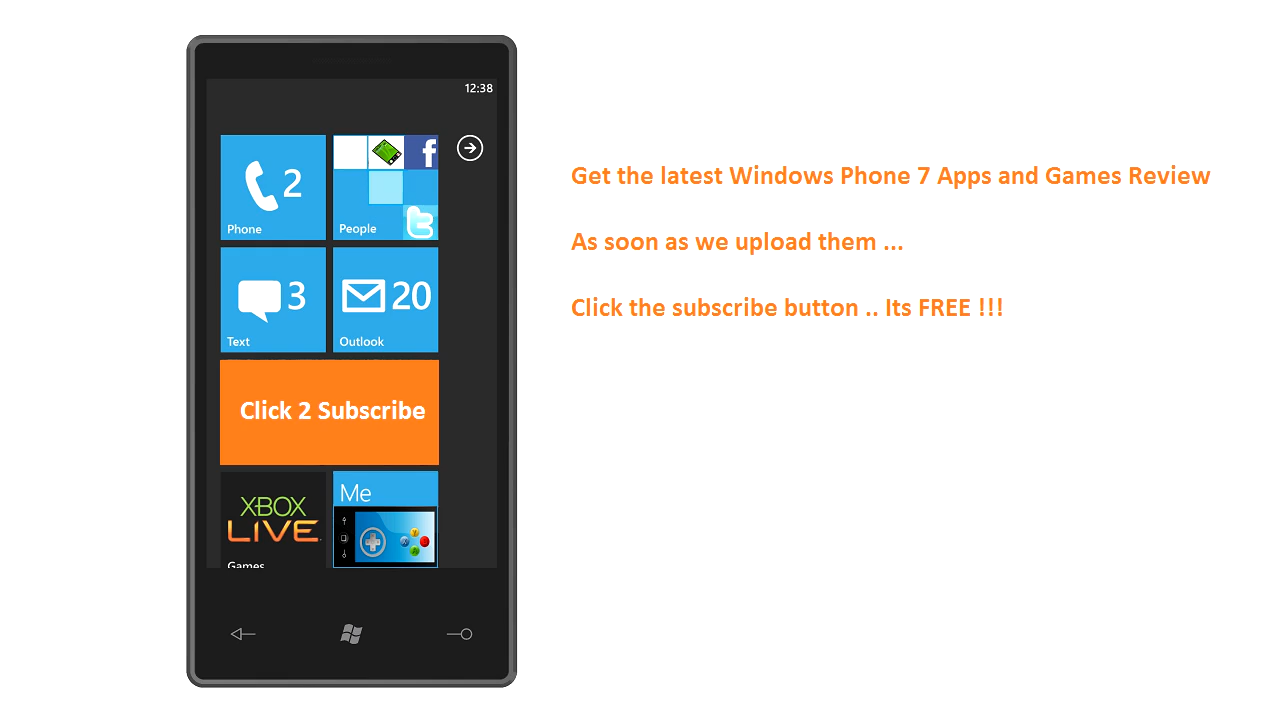 12:38
2
Phone
f
People
t
3
Text
20
Outlook
Click 2 Subscribe
XBOX
LIVE
Games
Me
Get the latest Windows Phone 7 Apps and Games Review
As soon as we upload them ...
Click the subscribe button .. Its FREE !!!